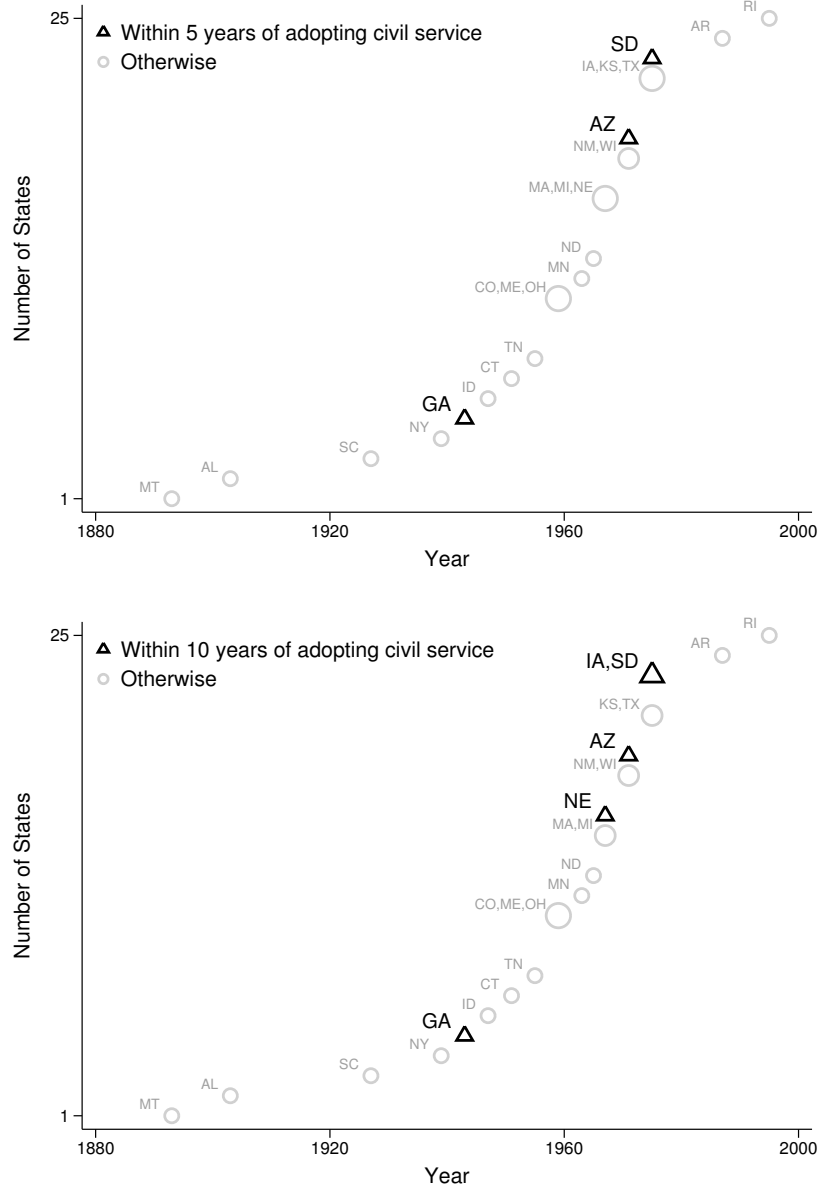 RI
25
AR
Within 5 years of adopting civil service
SD
Otherwise
IA,KS,TX
AZ
NM,WI
MA,MI,NE
Number of States
ND
MN
CO,ME,OH
TN
CT
ID
GA
NY
SC
AL
MT
1
1880 1920 1960 2000
Year
RI
25
AR
Within 10 years of adopting civil service
IA,SD
Otherwise
KS,TX
AZ
NM,WI
NE
MA,MI
Number of States
ND
MN
CO,ME,OH
TN
CT
ID
GA
NY
SC
AL
MT
1
1880 1920 1960 2000
Year